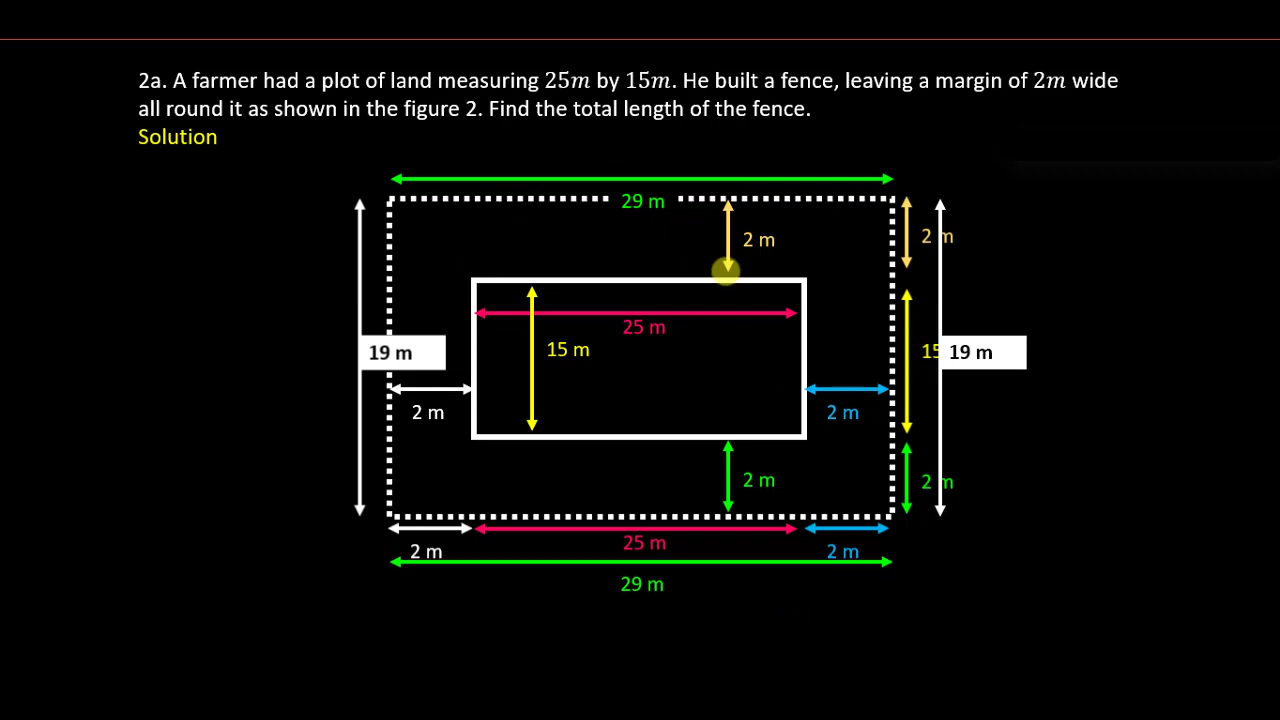 2a. A farmer had a plot of land measuring 25m by 15m. He built a fence, leaving a margin of 2m wide
all round it as shown in the figure 2. Find the total length of the fence.
Solution
29 m
2 m
2 m
25 m
15 m
19 m
15
19 m
2 m
2 m
2 m
2 m
25 m
2 m
2 m
29 m